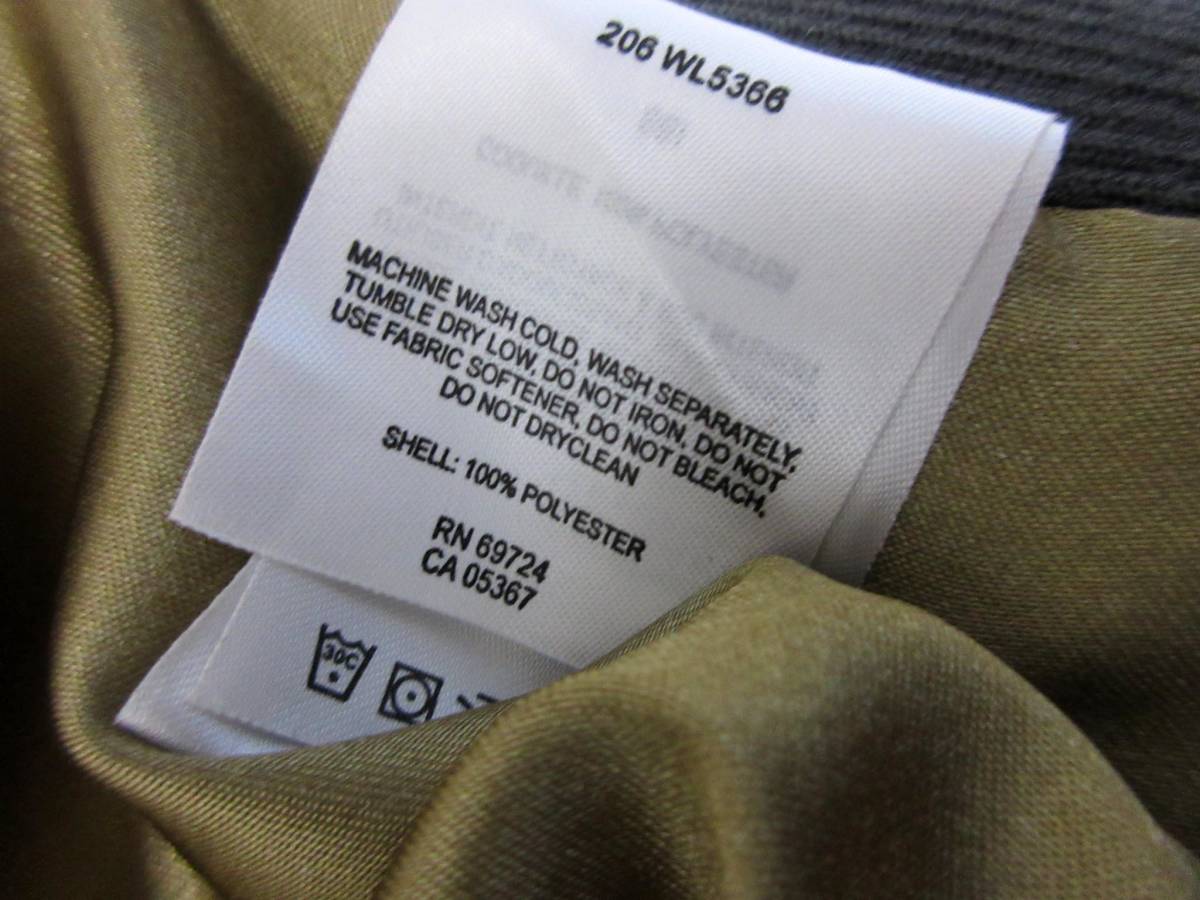 206 WL5366
MACHINE WASH COLD, WASH SEPARATELY,
TUMBLE DRY LOW, DO NOT IRON, DO NOT
USE FABRIC SOFTENER, DO NOT BLEACH.
DO NOT DRYCLEAN
SHELL: 100% POLYESTER
RN 69724
CA 05367
30C